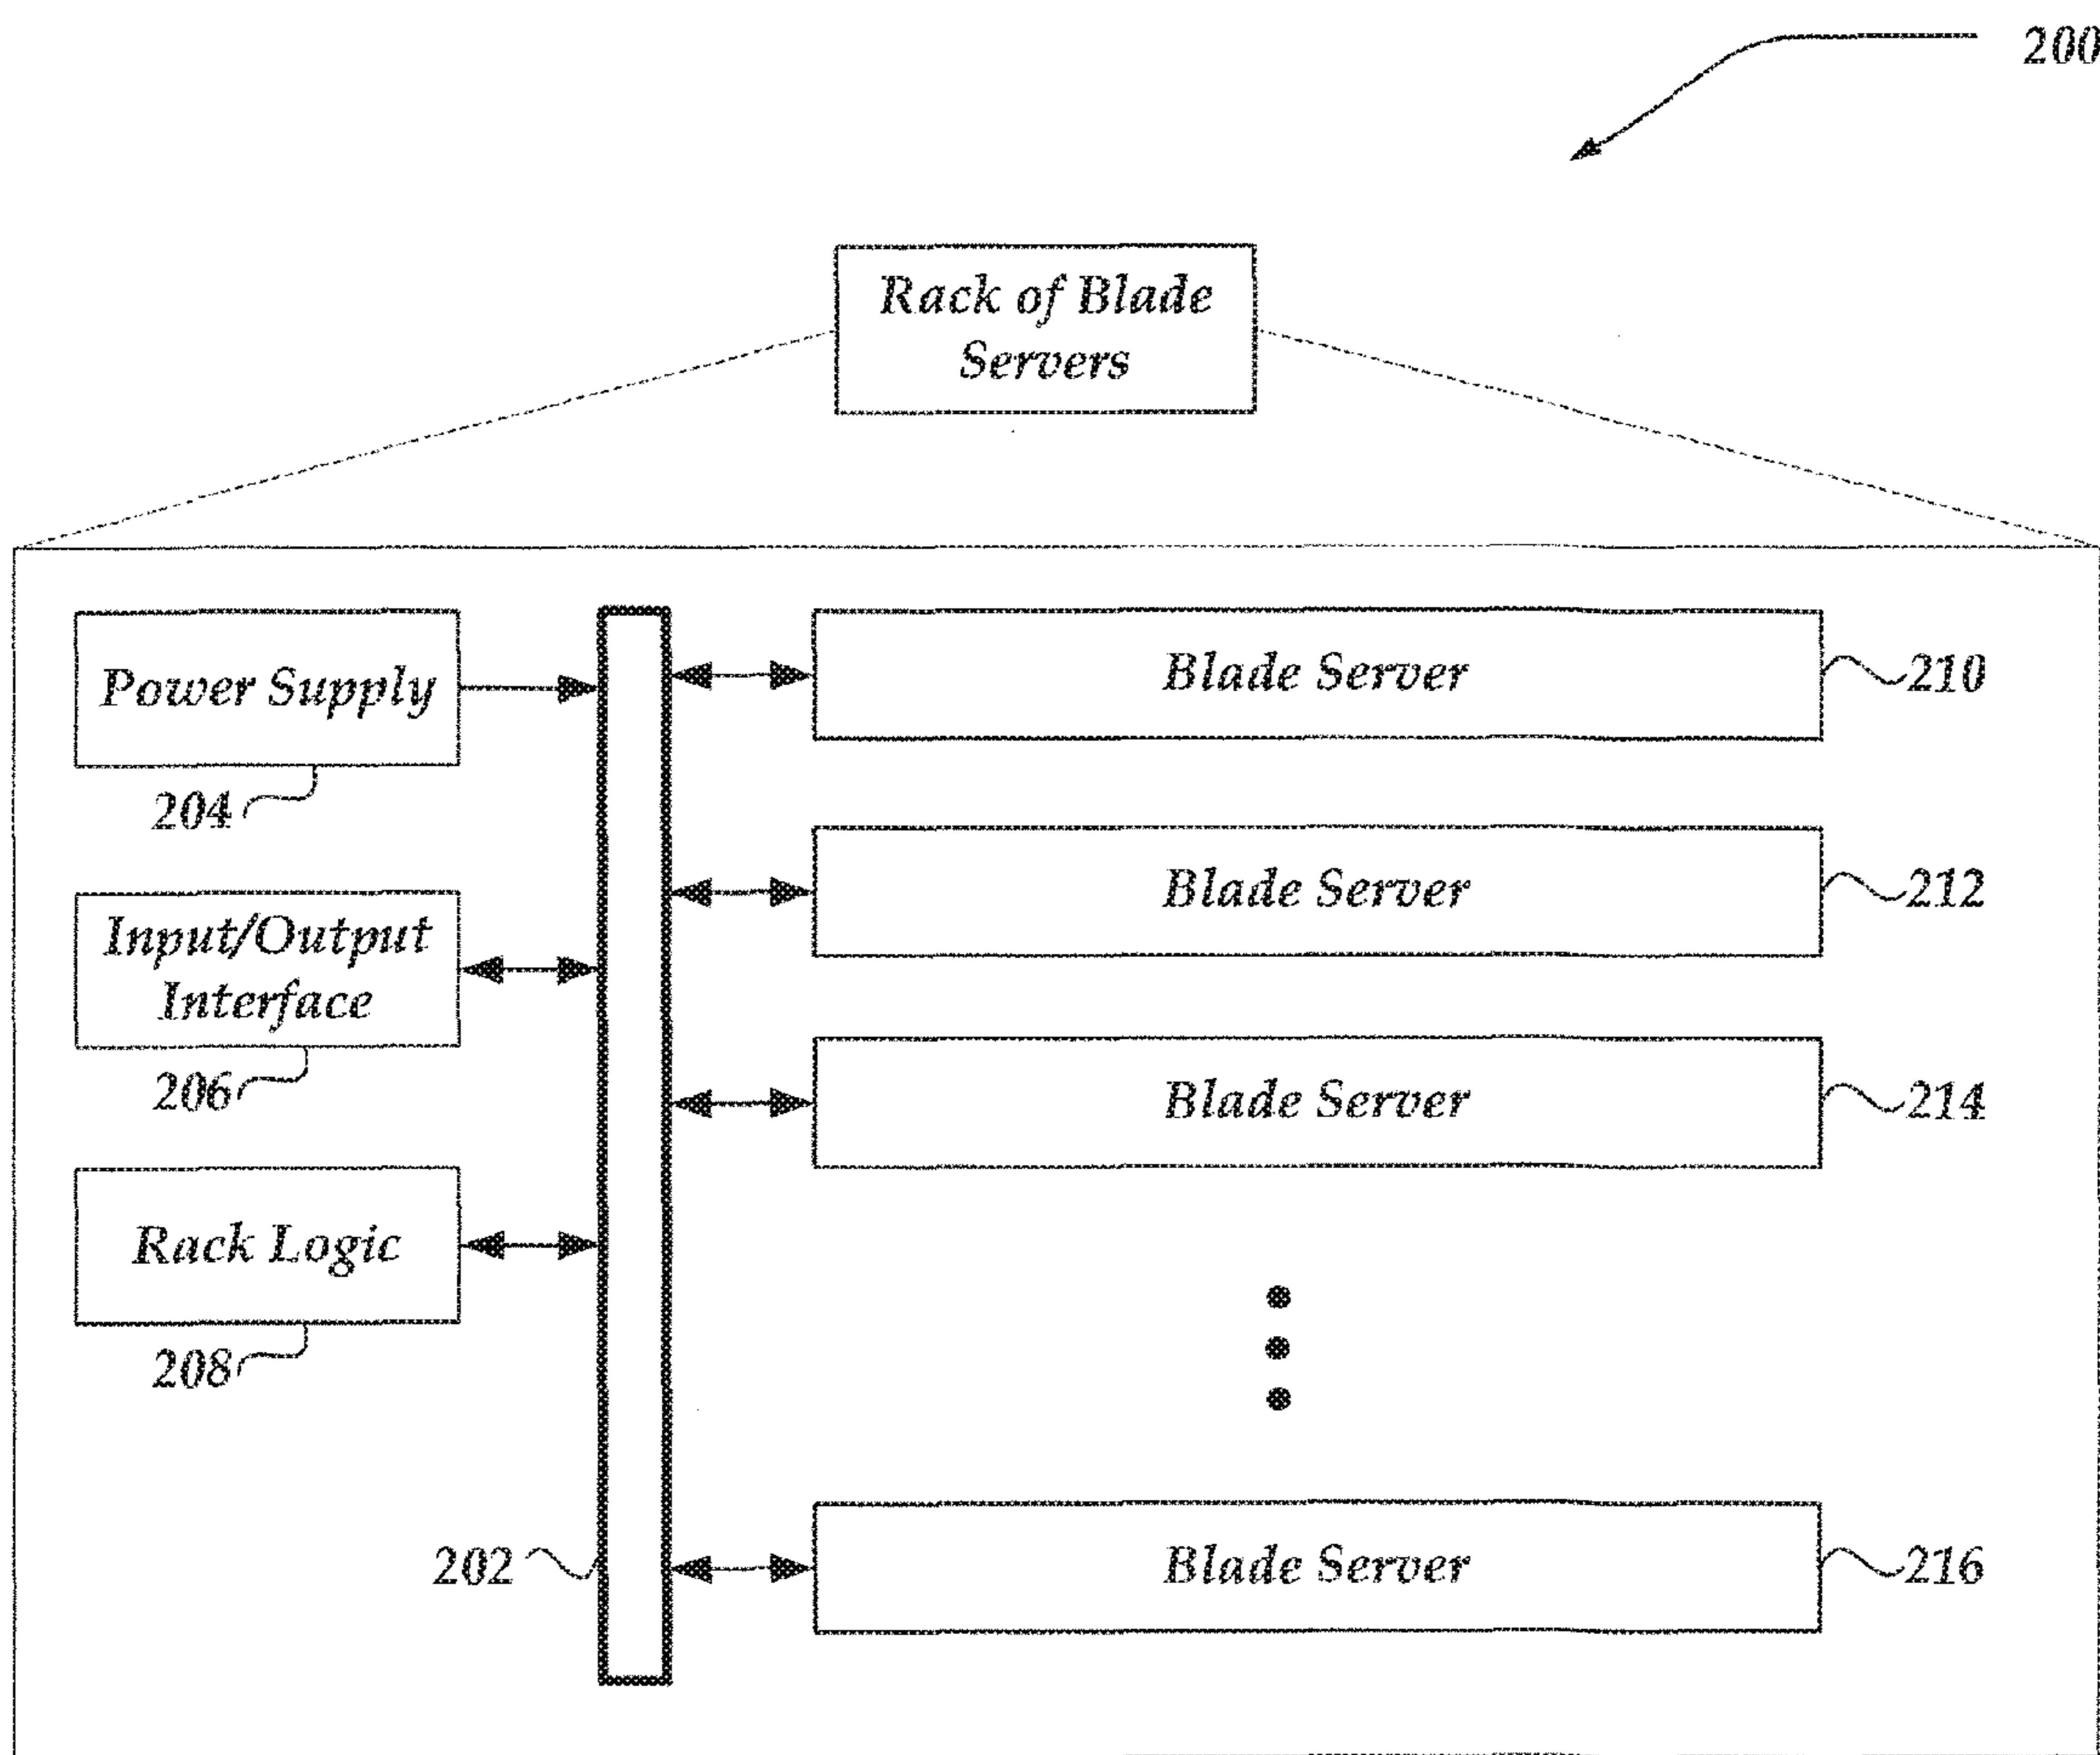 200
Rack of Blade
Servers
Power Supply
204
Input/Output
Interface
206
Rack Logic
208
202
Blade Server
210
Blade Server
212
Blade Server
214
Blade Server
216